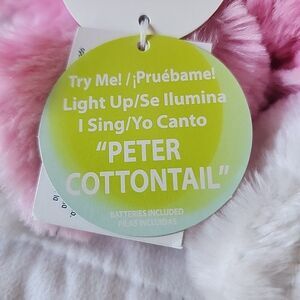 Try Me! /¡Pruébame!
Light Up/Se Ilumina
I Sing/Yo Canto
"PETER
COTTONTAIL"
BATTERIES INCLUDED
PILAS INCLUIDAS